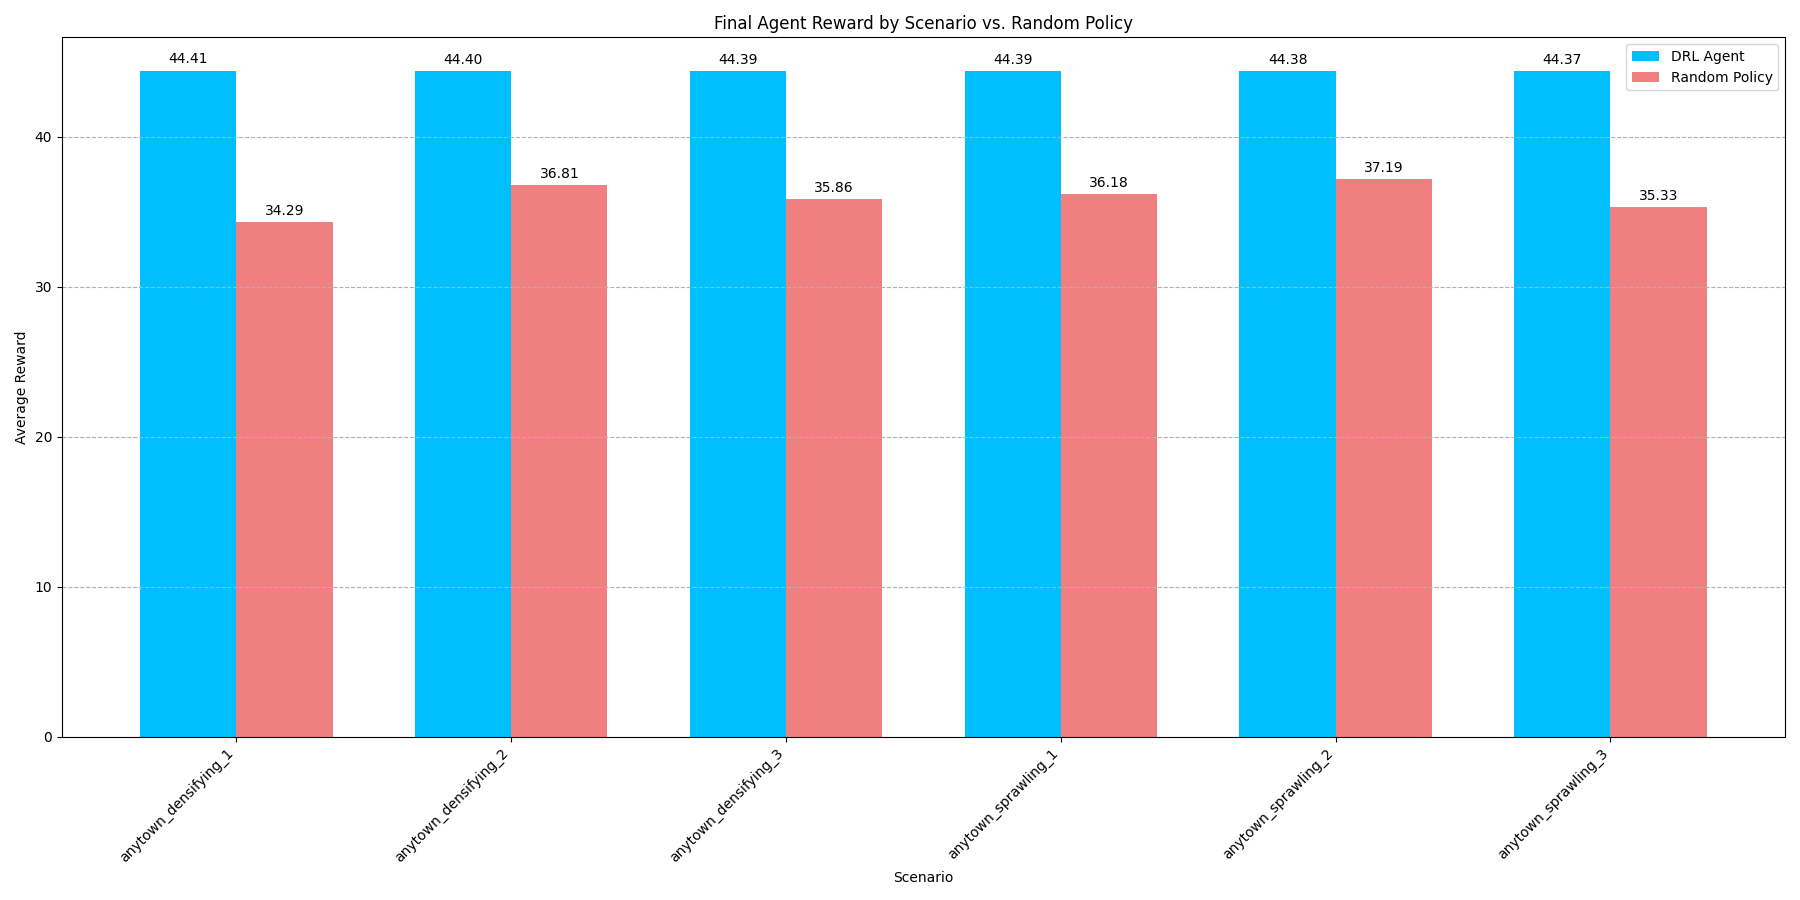 Final Agent Reward by Scenario vs. Random Policy
DRL Agent
Random Policy
44.41
44.40
44.39
44.39
44.38
44.37
34.29
36.81
35.86
36.18
37.19
35.33
Average Reward
40
30
20
10
0
anytown_densifying_1
anytown_densifying_2
anytown_densifying_3
anytown_sprawling_1
anytown_sprawling_2
anytown_sprawling_3
Scenario